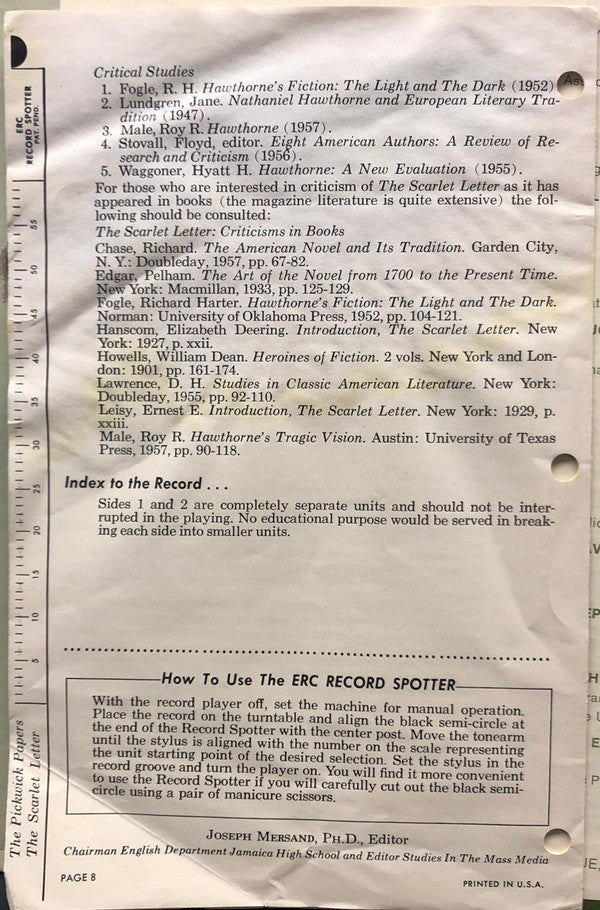 Critical Studies
1. Fogle, R. H. Hawthorne's Fiction: The Light and The Dark (1952)
2. Lundgren, Jane. Nathaniel Hawthorne and European Literary Tra-
dition (1947).
3. Male, Roy R. Hawthorne (1957).
4. Stovall, Floyd, editor. Eight American Authors: A Review of Re-
search and Criticism (1956).
5. Waggoner, Hyatt H. Hawthorne: A New Evaluation (1955).
For those who are interested in criticism of The Scarlet Letter as it has
appeared in books (the magazine literature is quite extensive) the fol-
lowing should be consulted:
The Scarlet Letter: Criticisms in Books
Chase, Richard. The American Novel and Its Tradition. Garden City,
N. Y.: Doubleday, 1957, pp. 67-82.
Edgar, Pelham. The Art of the Novel from 1700 to the Present Time.
New York: Macmillan, 1933, pp. 125-129.
Fogle, Richard Harter. Hawthorne's Fiction: The Light and The Dark.
Norman: University of Oklahoma Press, 1952, pp. 104-121.
Hanscom, Elizabeth Deering. Introduction, The Scarlet Letter. New
York: 1927, p. xxii.
Howells, William Dean. Heroines of Fiction. 2 vols. New York and Lon-
don: 1901, pp. 161-174.
Lawrence, D. H. Studies in Classic American Literature. New York:
Doubleday, 1955, pp. 92-110.
Leisy, Ernest E. Introduction, The Scarlet Letter. New York: 1929, p.
xxiii.
Male, Roy R. Hawthorne's Tragic Vision. Austin: University of Texas
Press, 1957, pp. 90-118.
Index to the Record . . .
Sides 1 and 2 are completely separate units and should not be inter-
rupted in the playing. No educational purpose would be served in break-
ing each side into smaller units.
How To Use The ERC RECORD SPOTTER
With the record player off, set the machine for manual operation.
Place the record on the turntable and align the black semi-circle at
the end of the Record Spotter with the center post. Move the tonearm
until the stylus is aligned with the number on the scale representing
the unit starting point of the desired selection. Set the stylus in the
record groove and turn the player on. You will find it more convenient
to use the Record Spotter if you will carefully cut out the black semi-
circle using a pair of manicure scissors.
JOSEPH MERSAND, PH.D., Editor
Chairman English Department Jamaica High School and Editor Studies In The Mass Media
PAGE 8
PRINTED IN U.S.A.
ERC
RECORD SPOTTER
PAT. PEND.
55
50
45
40
35
30
25
20
15
10
5
The Pickwick Papers
The Scarlet Letter